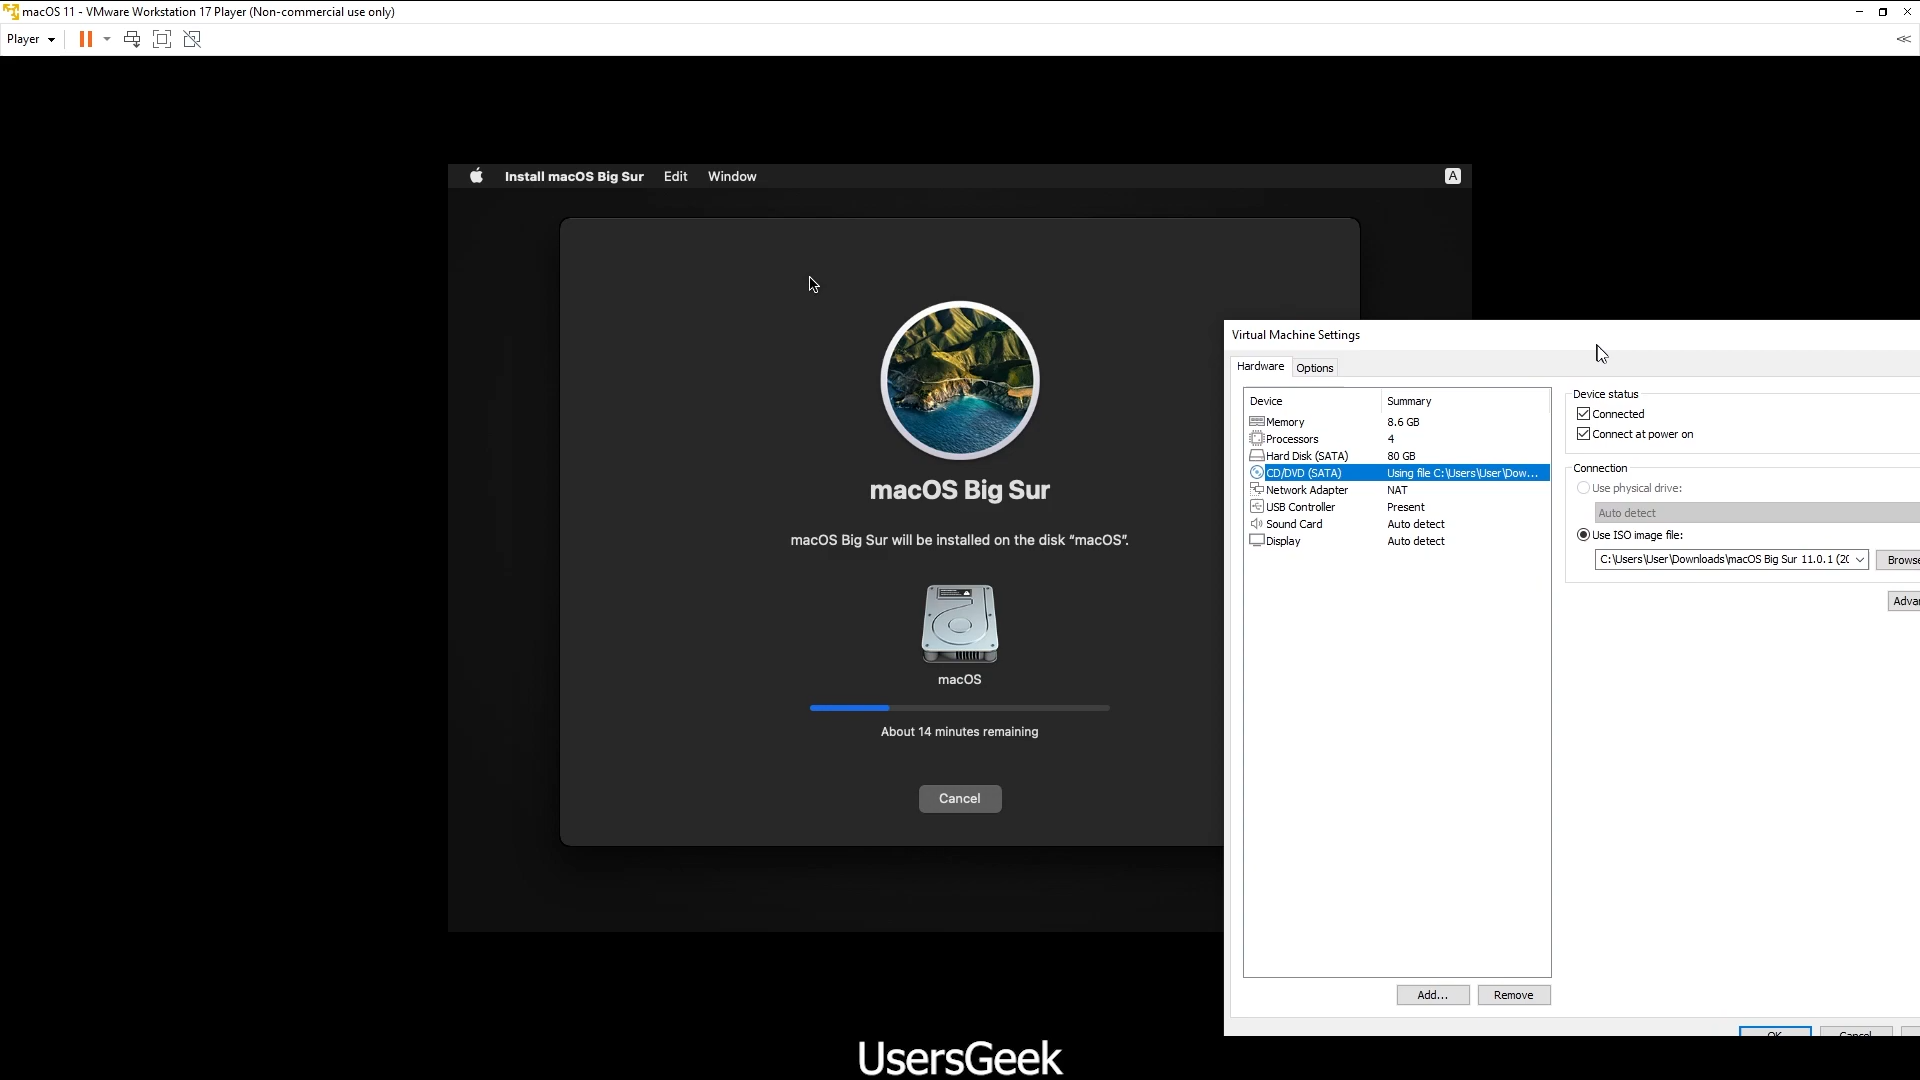 macOS 11 - VMware Workstation 17 Player (Non-commercial use only)
Player
Install macOS Big Sur Edit Window A
macOS Big Sur
macOS Big Sur will be installed on the disk “macOS”.
macOS
About 14 minutes remaining
Cancel
Virtual Machine Settings
Hardware Options
Device Summary
Memory 8.6 GB
Processors 4
Hard Disk (SATA) 80 GB
CD/DVD (SATA) Using file C:\Users\User\Dow...
Network Adapter NAT
USB Controller Present
Sound Card Auto detect
Display Auto detect
Add... Remove
Device status
Connected
Connect at power on
Connection
Use physical drive:
Auto detect
Use ISO image file:
C:\Users\User\Downloads\macOS Big Sur 11.0.1 (20 Browse
Advan
OK Cancel
UsersGeek